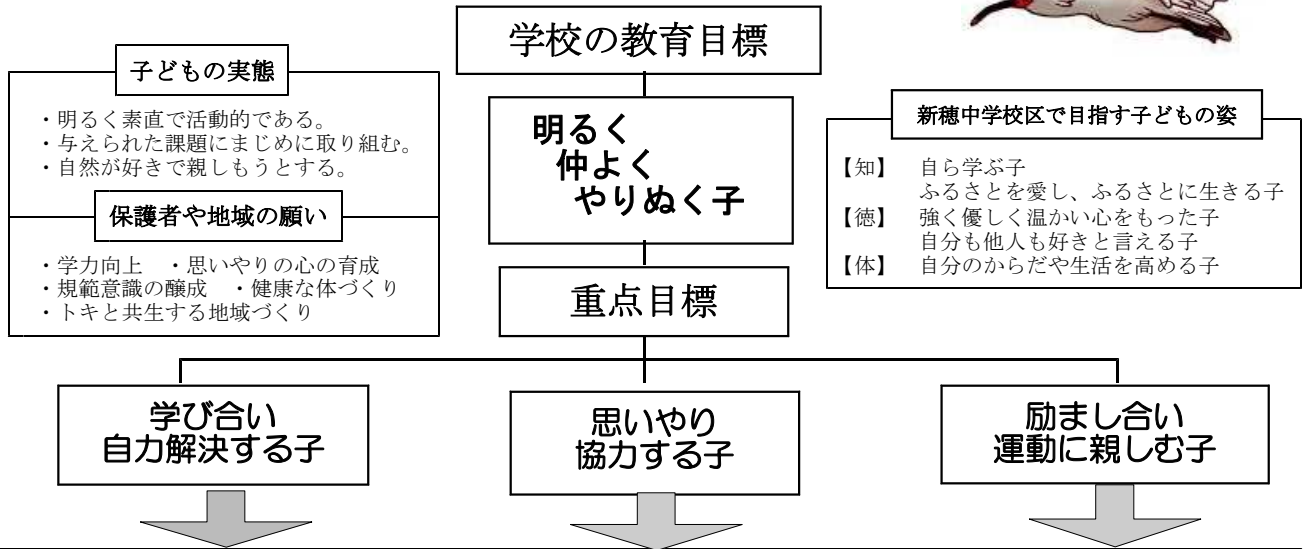 学校の教育目標
子どもの実態
・明るく素直で活動的である。
・与えられた課題にまじめに取り組む。
・自然が好きで親しもうとする。
保護者や地域の願い
・学力向上　・思いやりの心の育成
・規範意識の醸成　・健康な体づくり
・トキと共生する地域づくり
明るく
仲よく
やりぬく子
新穂中学校区で目指す子どもの姿
【知】　自ら学ぶ子
ふるさとを愛し、ふるさとに生きる子
【徳】　強く優しく温かい心をもった子
自分も他人も好きと言える子
【体】　自分のからだや生活を高める子
重点目標
学び合い
自力解決する子
思いやり
協力する子
励まし合い
運動に親しむ子